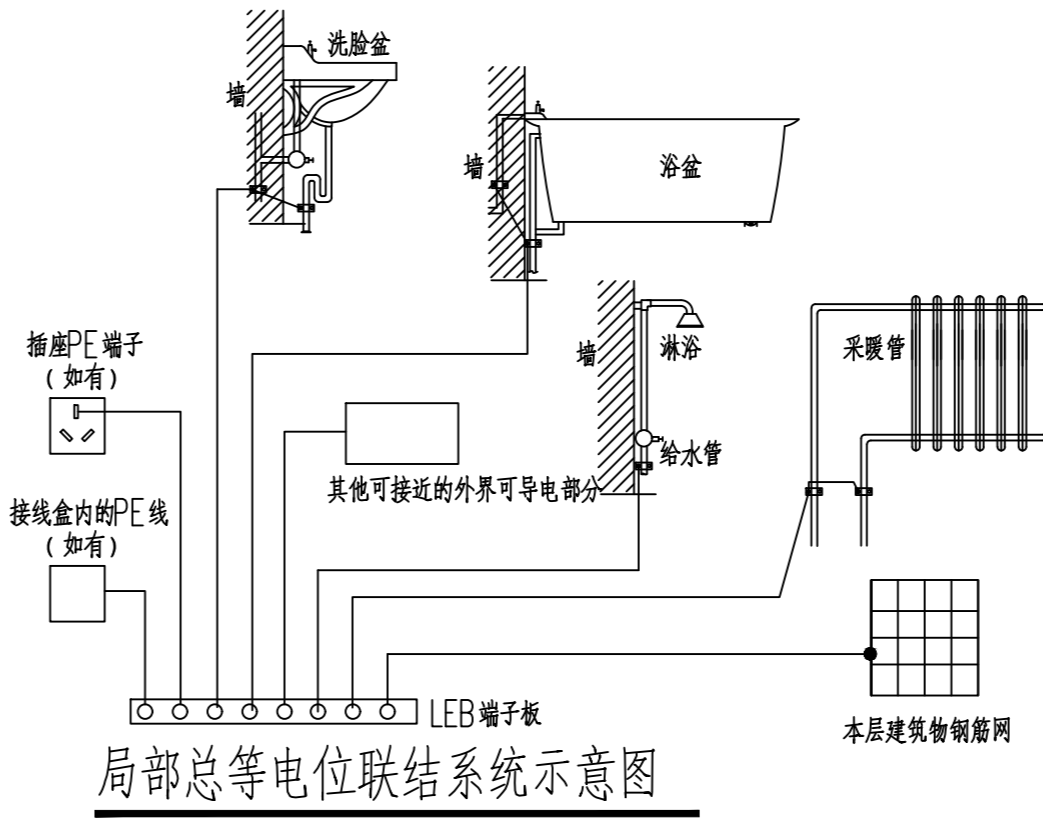 洗脸盆
墙
墙
浴盆
插座PE端子
（如有）
墙
淋浴
采暖管
给水管
其他可接近的外界可导电部分
接线盒内的PE线
（如有）
LEB端子板
本层建筑物钢筋网
局部总等电位联结系统示意图